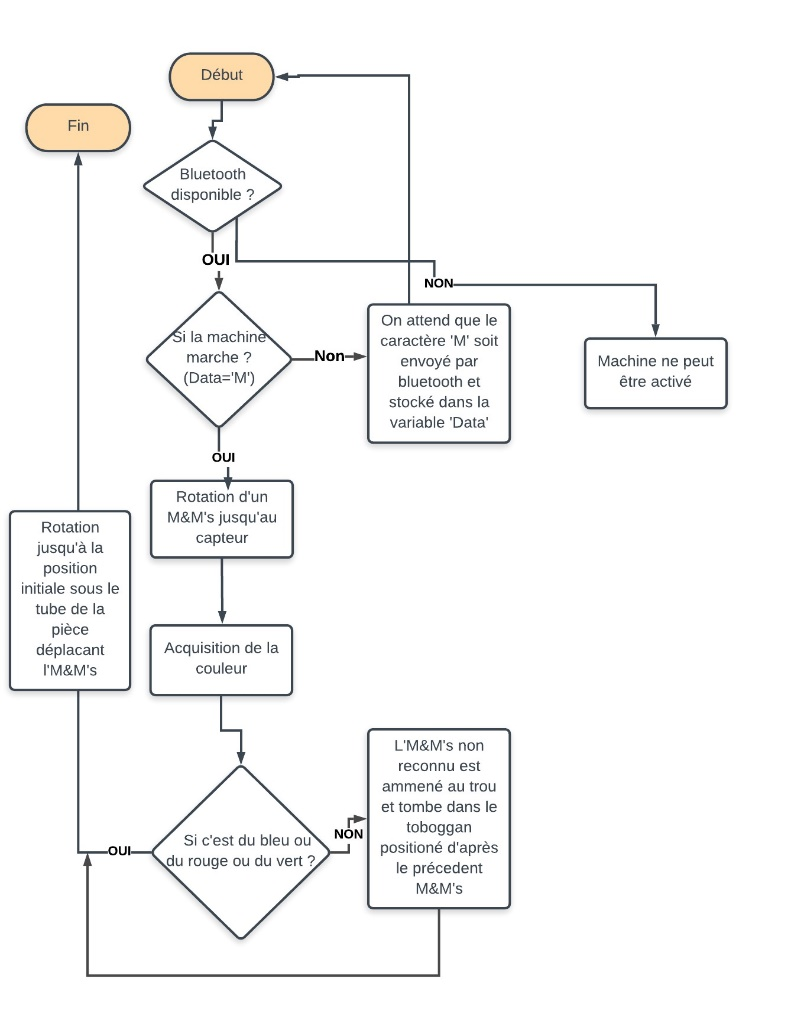 Début
Fin
Bluetooth
disponible ?
OUI
NON
Si la machine
marche ?
(Data='M')
Non
On attend que le
caractère 'M' soit
envoyé par
bluetooth et
stocké dans la
variable 'Data'
Machine ne peut
être activé
OUI
Rotation d'un
M&M's jusqu'au
capteur
Rotation
jusqu'à la
position
initiale sous le
tube de la
pièce
déplacant
l'M&M's
Acquisition de la
couleur
Si c'est du bleu ou
du rouge ou du vert ?
OUI
NON
L'M&M's non
reconnu est
ammené au trou
et tombe dans le
toboggan
positioné d'après
le précedent
M&M's